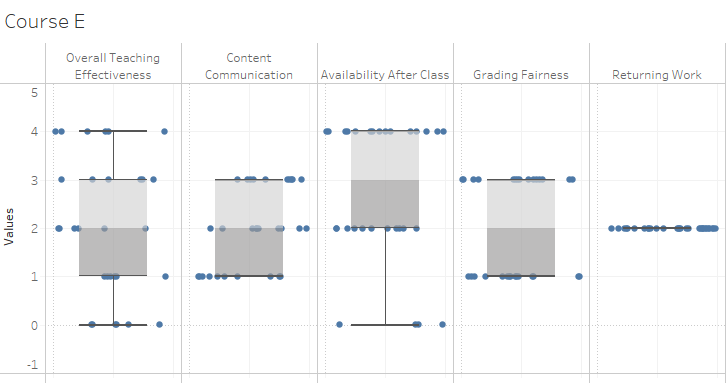 Course E
Overall Teaching
Effectiveness
Content
Communication
Availability After Class
Grading Fairness
Returning Work
5
4
3
2
1
0
-1
Values